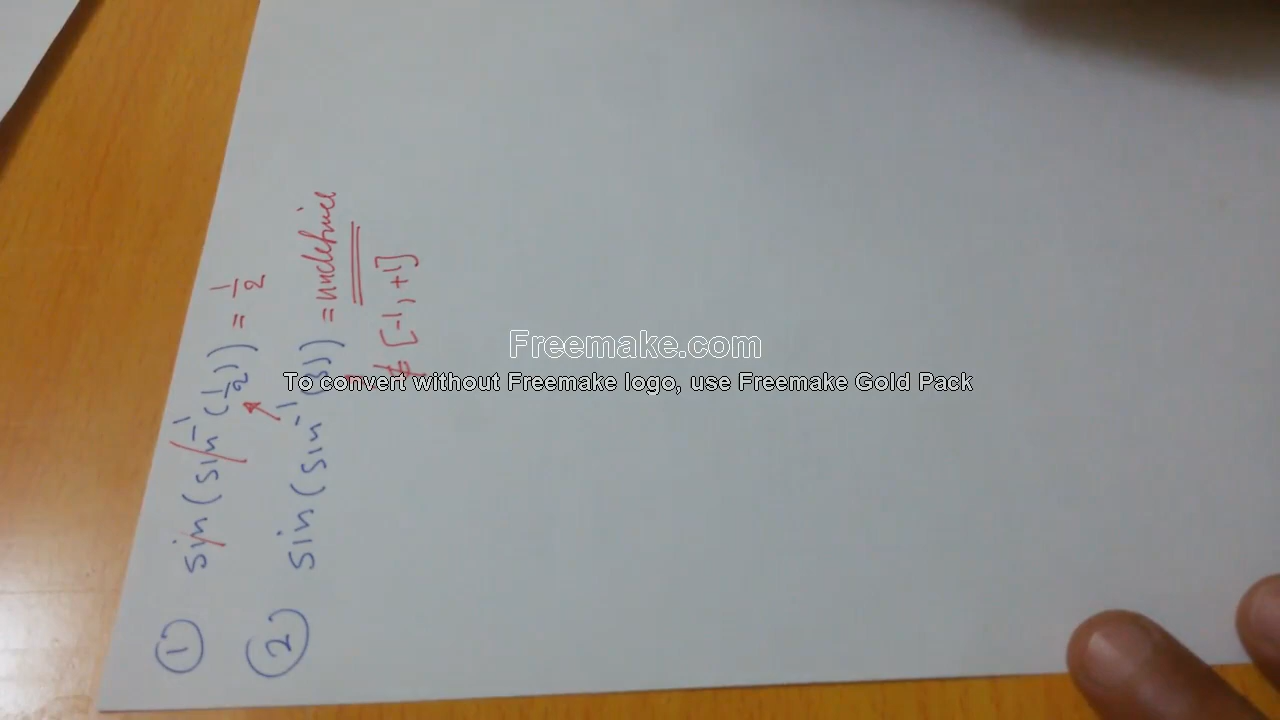 ① sin(sin⁻¹(1/2)) = 1/2
② sin(sin⁻¹(3)) = undefine
∉ [-1, +1]
Freemake.com
To convert without Freemake logo, use Freemake Gold Pack